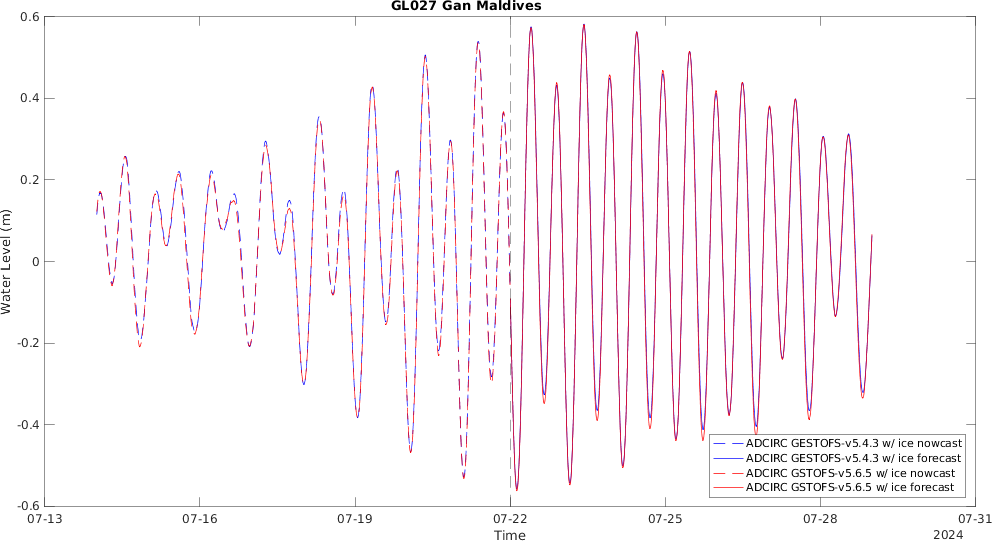 GL027 Gan Maldives
Water Level (m)
0.6
0.4
0.2
0
-0.2
-0.4
-0.6
ADCIRC GESTOFS-v5.4.3 w/ ice nowcast
ADCIRC GESTOFS-v5.4.3 w/ ice forecast
ADCIRC GSTOFS-v5.6.5 w/ ice nowcast
ADCIRC GSTOFS-v5.6.5 w/ ice forecast
07-13 07-16 07-19 07-22 07-25 07-28 07-31
Time
2024